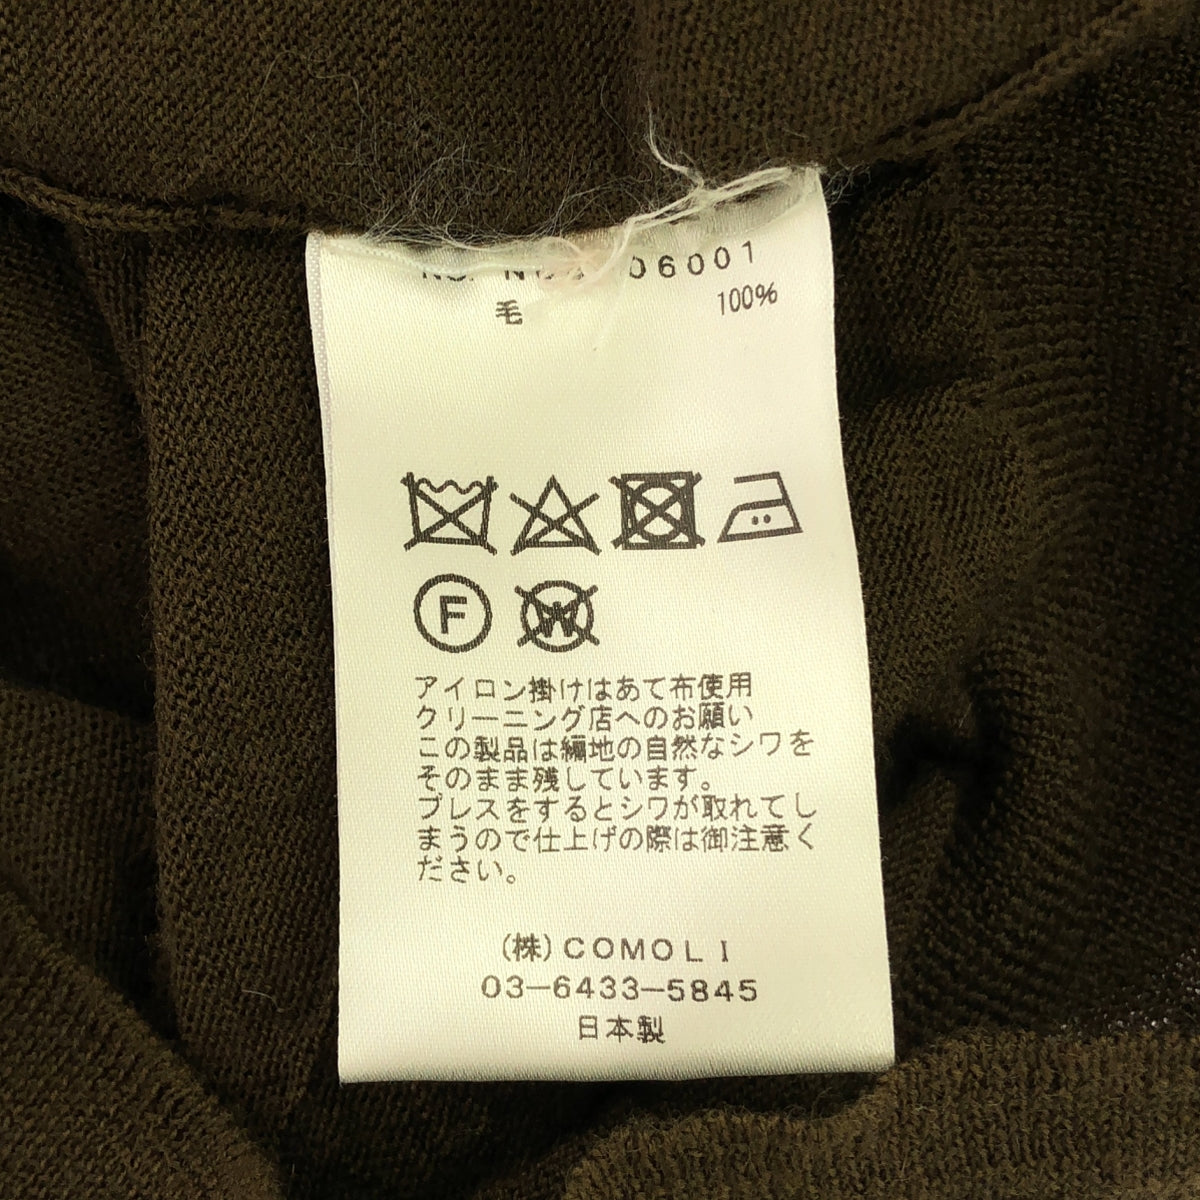 06001
毛 100%
F
W
アイロン掛けはあて布使用
クリーニング店へのお願い
この製品は編地の自然なシワを
そのまま残しています。
プレスをするとシワが取れてし
まうので仕上げの際は御注意く
ださい。
(株)COMOLI
03-6433-5845
日本製